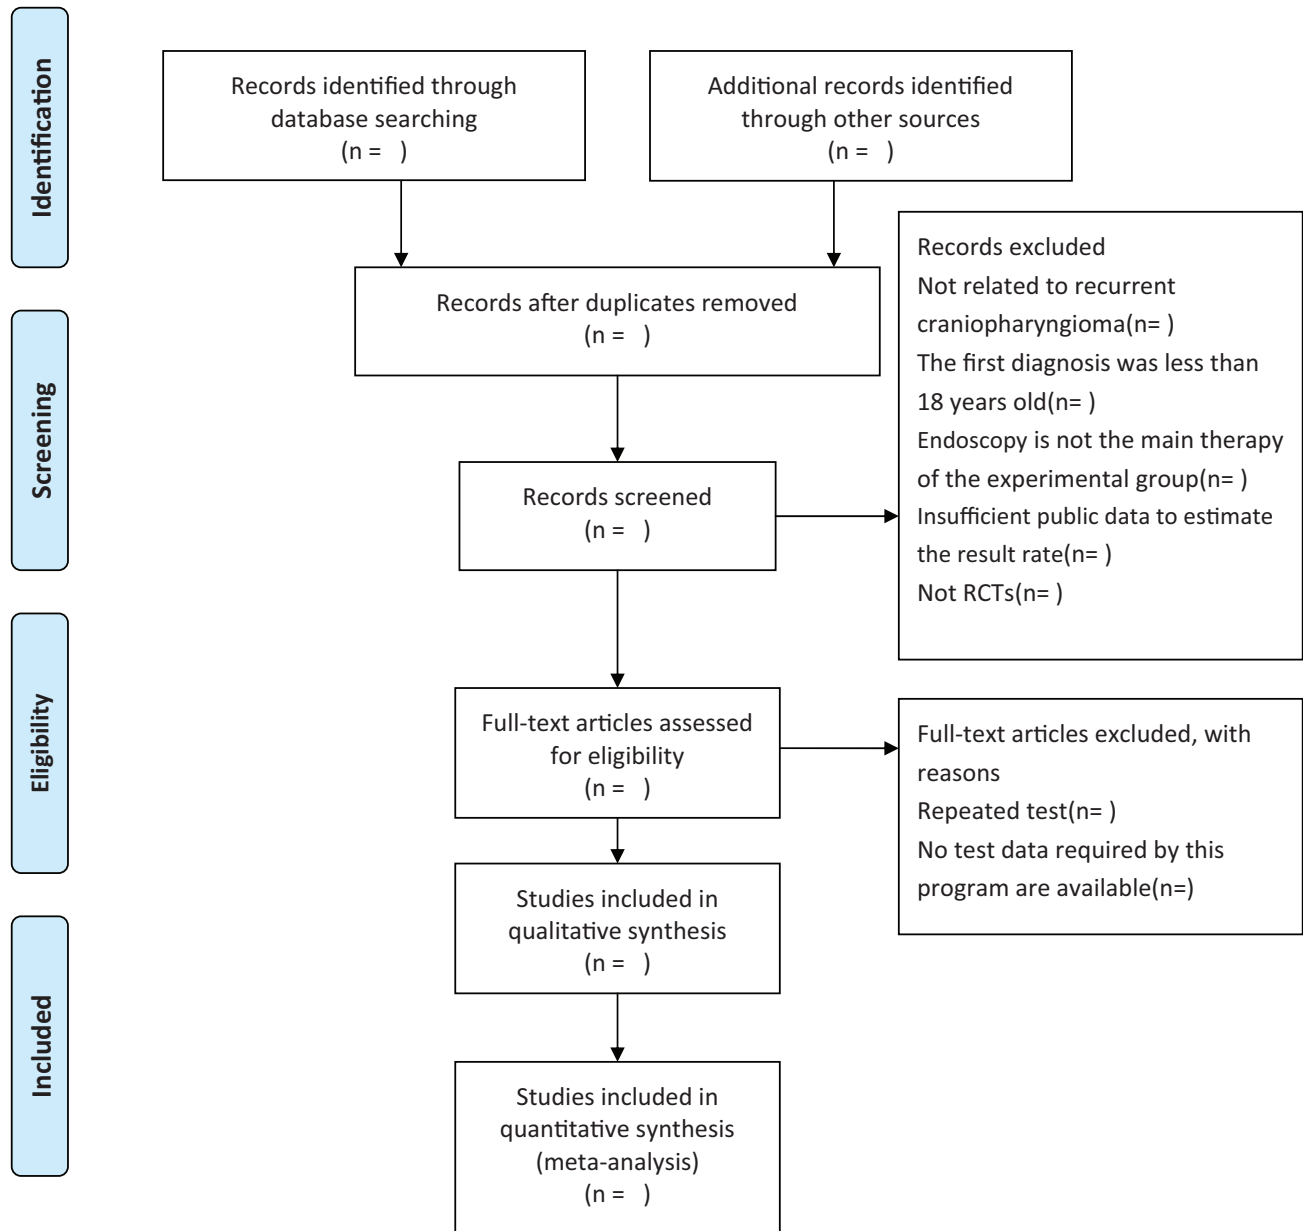 Identification
Records identified through
database searching
(n =   )
Additional records identified
through other sources
(n =   )
Records after duplicates removed
(n =   )
Screening
Records screened
(n =   )
Records excluded
Not related to recurrent
craniopharyngioma(n= )
The first diagnosis was less than
18 years old(n= )
Endoscopy is not the main therapy
of the experimental group(n= )
Insufficient public data to estimate
the result rate(n= )
Not RCTs(n= )
Eligibility
Full-text articles assessed
for eligibility
(n =   )
Full-text articles excluded, with
reasons
Repeated test(n= )
No test data required by this
program are available(n=)
Studies included in
qualitative synthesis
(n =   )
Included
Studies included in
quantitative synthesis
(meta-analysis)
(n =   )